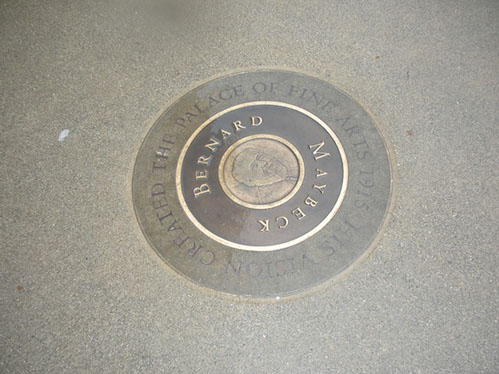 BERNARD MAYBECK
HIS VISION CREATED THE PALACE OF FINE ARTS 1915